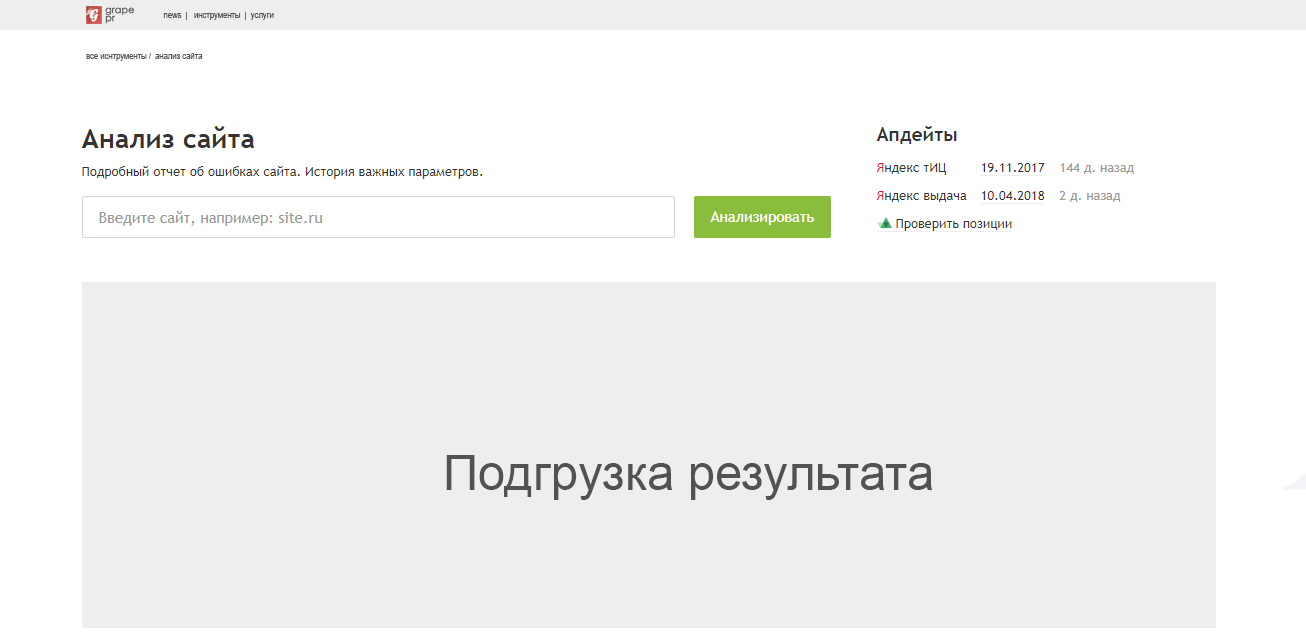 grape
pr
news | инструменты | услуги
все иснтрументы / анализ сайта
Анализ сайта
Подробный отчет об ошибках сайта. История важных параметров.
Введите сайт, например: site.ru
Анализировать
Апдейты
Яндекс тИЦ 19.11.2017 144 д. назад
Яндекс выдача 10.04.2018 2 д. назад
Проверить позиции
Подгрузка результата